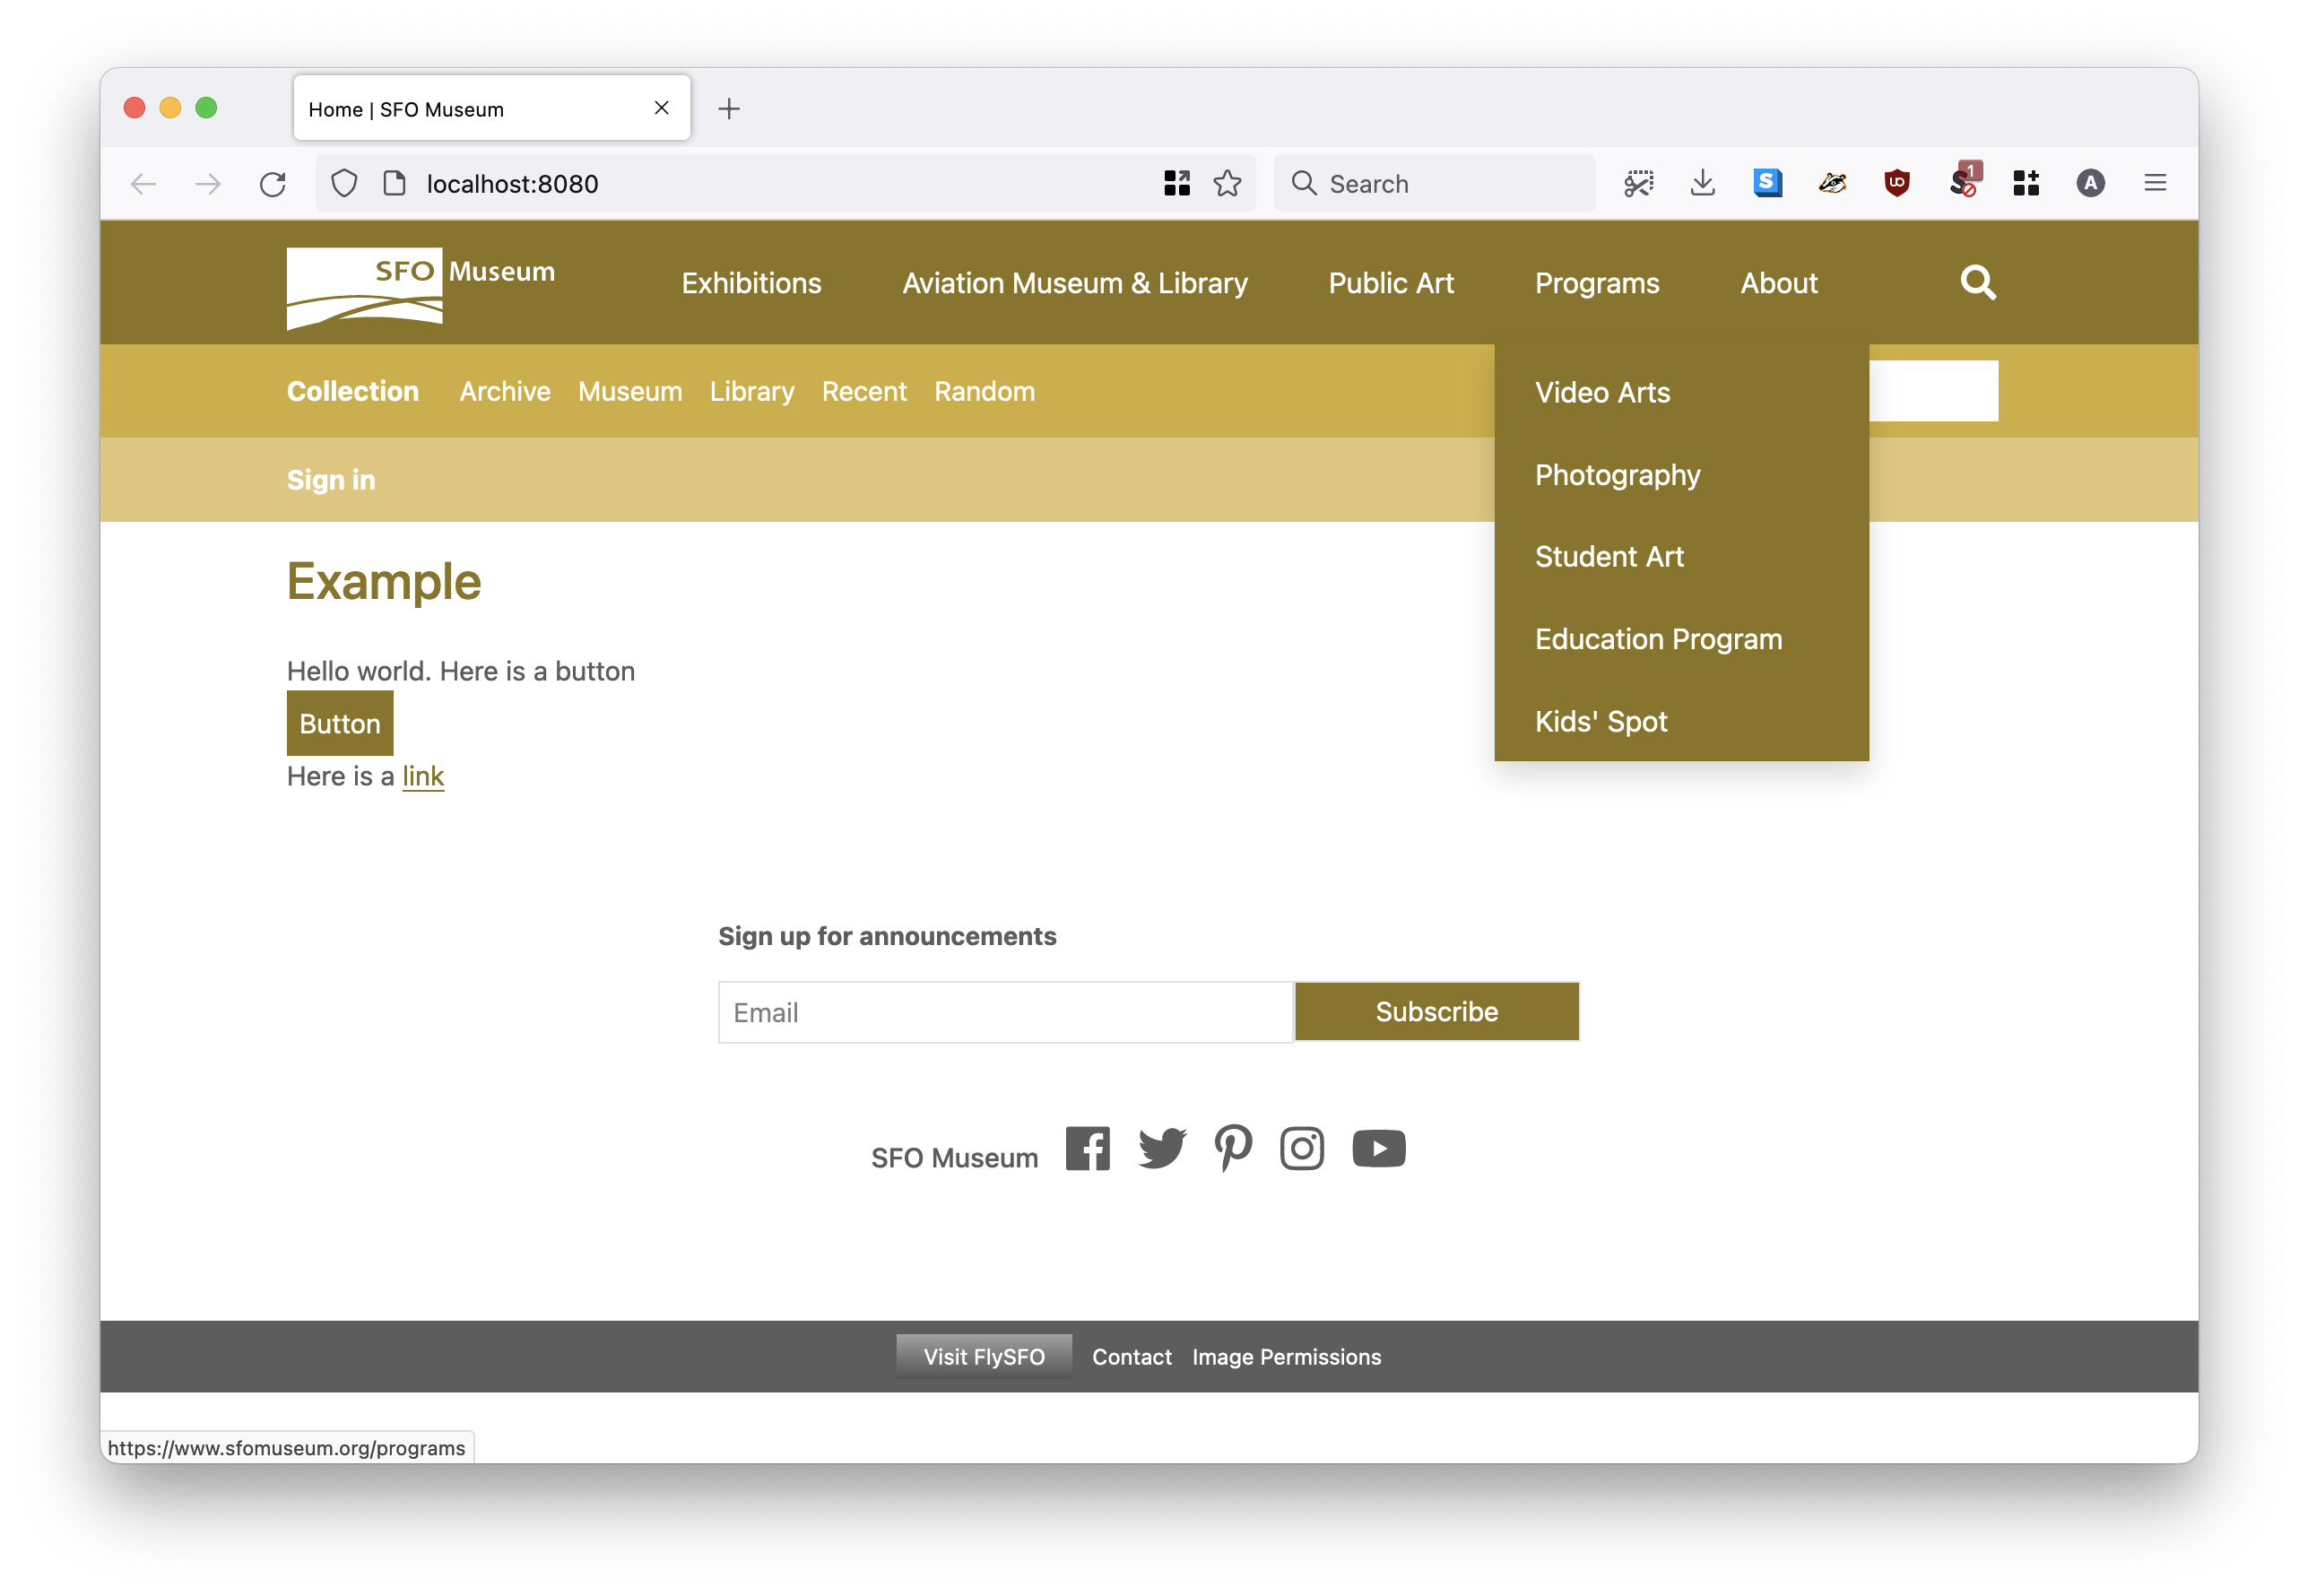 Home | SFO Museum
localhost:8080
Search
1
A
SFO Museum
Exhibitions
Aviation Museum & Library
Public Art
Programs
About
Collection
Archive
Museum
Library
Recent
Random
Video Arts
Photography
Student Art
Education Program
Kids' Spot
Sign in
Example
Hello world. Here is a button
Button
Here is a link
Sign up for announcements
Email
Subscribe
SFO Museum
Visit FlySFO
Contact
Image Permissions
https://www.sfomuseum.org/programs